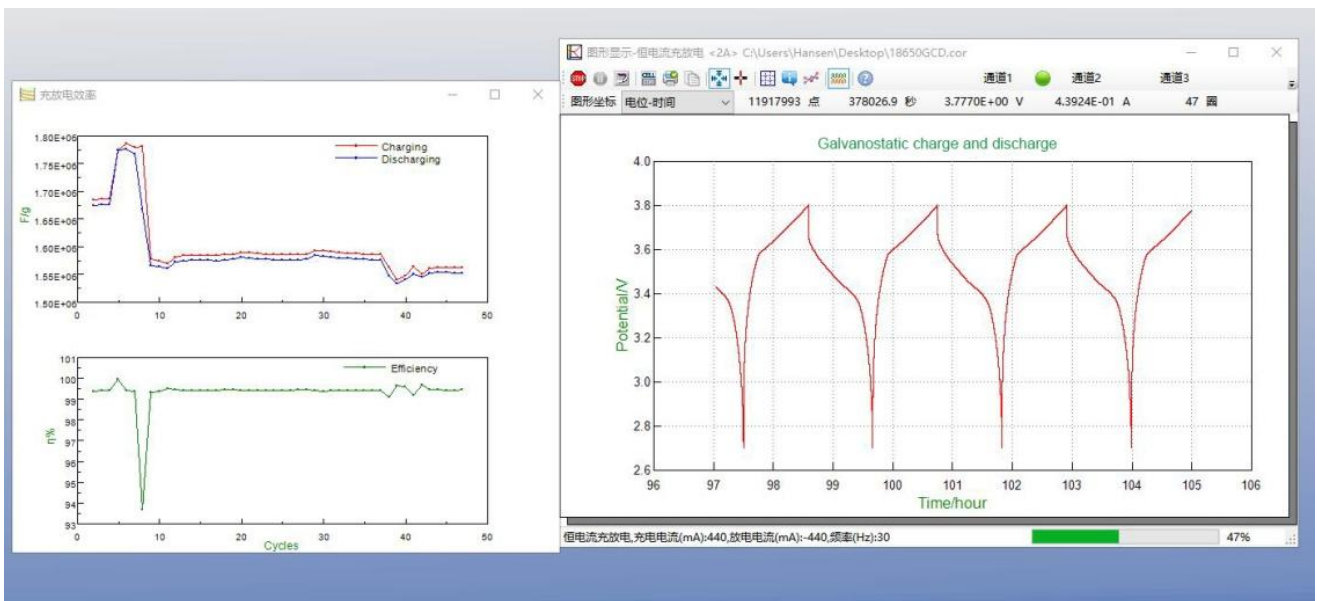 充放电效率
Charging
Discharging
1.80E+06
1.75E+06
1.70E+06
1.65E+06
1.60E+06
1.55E+06
1.50E+06
F/g
0 10 20 30 40 50
Efficiency
101
100
99
98
97
96
95
94
93
η%
0 10 20 30 40 50
Cycles
图形显示-恒电流充放电 <2A> C:\Users\Hansen\Desktop\18650GCD.cor
STOP
通道1 通道2 通道3
图形坐标 电位-时间 11917993 点 378026.9 秒 3.7770E+00 V 4.3924E-01 A 47 圈
Galvanostatic charge and discharge
4.0
3.8
3.6
3.4
3.2
3.0
2.8
2.6
Potential/V
96 97 98 99 100 101 102 103 104 105 106
Time/hour
恒电流充放电,充电电流(mA):440,放电电流(mA):-440,频率(Hz):30 47%